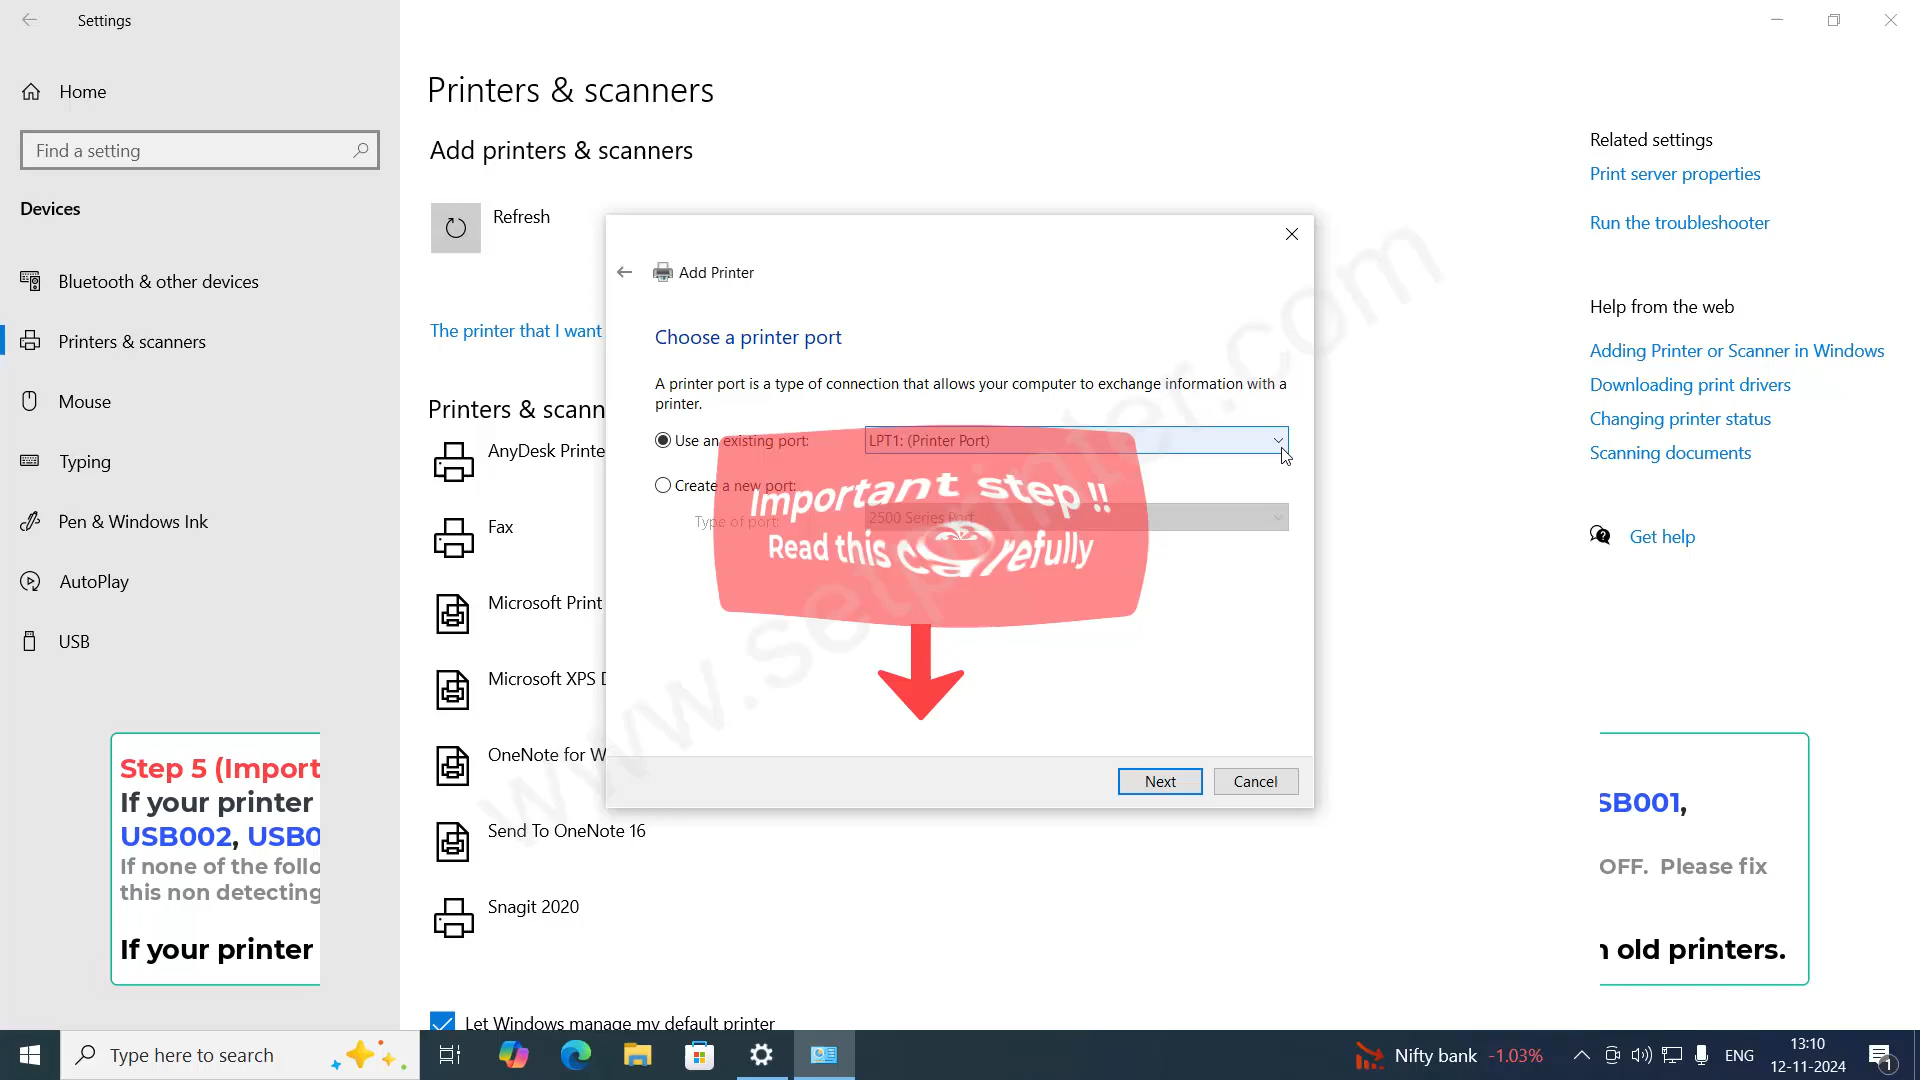 Settings
Home
Find a setting
Devices
Bluetooth & other devices
Printers & scanners
Mouse
Typing
Pen & Windows Ink
AutoPlay
USB
Printers & scanners
Add printers & scanners
Refresh
The printer that I want
Printers & scann
AnyDesk Printe
Fax
Microsoft Print
Microsoft XPS D
OneNote for W
Send To OneNote 16
Snagit 2020
Let Windows manage my default printer
Add Printer
Choose a printer port
A printer port is a type of connection that allows your computer to exchange information with a
printer.
Use an existing port:
LPT1: (Printer Port)
Create a new port:
Type of port:
2500 Series Port
Important step !!
Read this carefully
Next
Cancel
www.setprinter.com
Related settings
Print server properties
Run the troubleshooter
Help from the web
Adding Printer or Scanner in Windows
Downloading print drivers
Changing printer status
Scanning documents
Get help
Step 5 (Import
If your printer
USB002, USB0
If none of the follo
this non detecting
If your printer
SB001,
OFF. Please fix
old printers.
Type here to search
Nifty bank -1.03%
ENG
13:10
12-11-2024
1